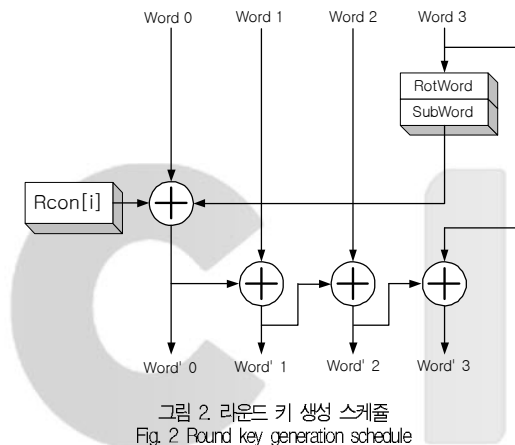 Word 0 Word 1 Word 2 Word 3
RotWord
SubWord
Rcon[i]
Word' 0 Word' 1 Word' 2 Word' 3
그림 2. 라운드 키 생성 스케쥴
Fig. 2 Round key generation schedule